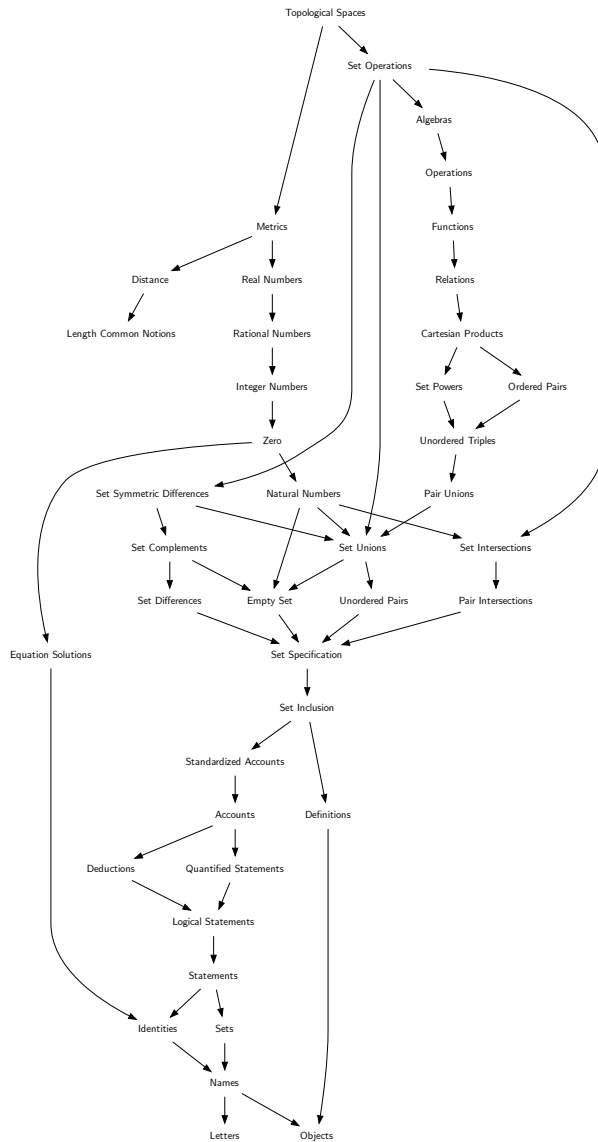 Topological Spaces
Set Operations
Algebras
Operations
Metrics
Functions
Distance
Real Numbers
Relations
Length Common Notions
Rational Numbers
Cartesian Products
Integer Numbers
Set Powers
Ordered Pairs
Zero
Unordered Triples
Set Symmetric Differences
Natural Numbers
Pair Unions
Set Complements
Set Unions
Set Intersections
Set Differences
Empty Set
Unordered Pairs
Pair Intersections
Equation Solutions
Set Specification
Set Inclusion
Standardized Accounts
Accounts
Definitions
Deductions
Quantified Statements
Logical Statements
Statements
Identities
Sets
Names
Letters
Objects